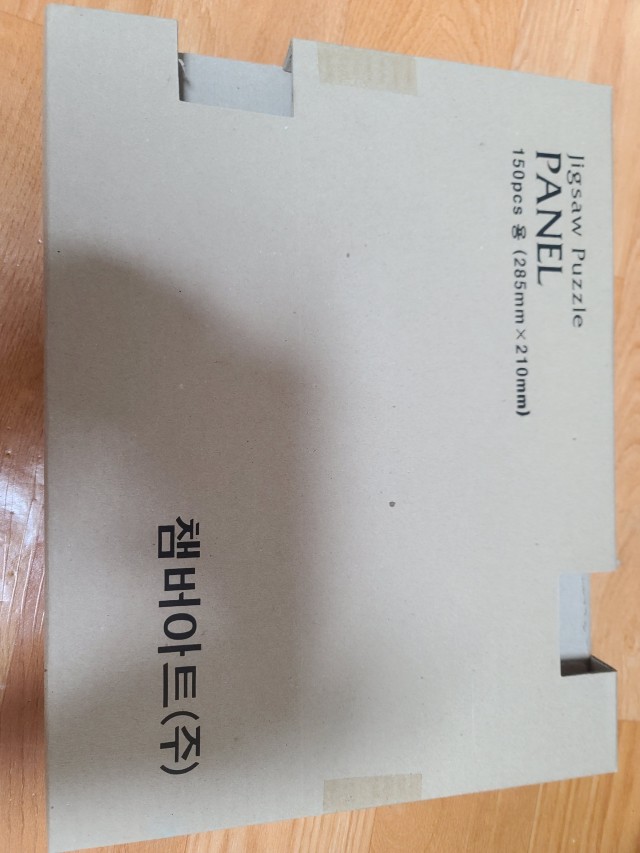 Jigsaw Puzzle
PANEL
150pcs 용 (285mm×210mm)
챔버아트(주)